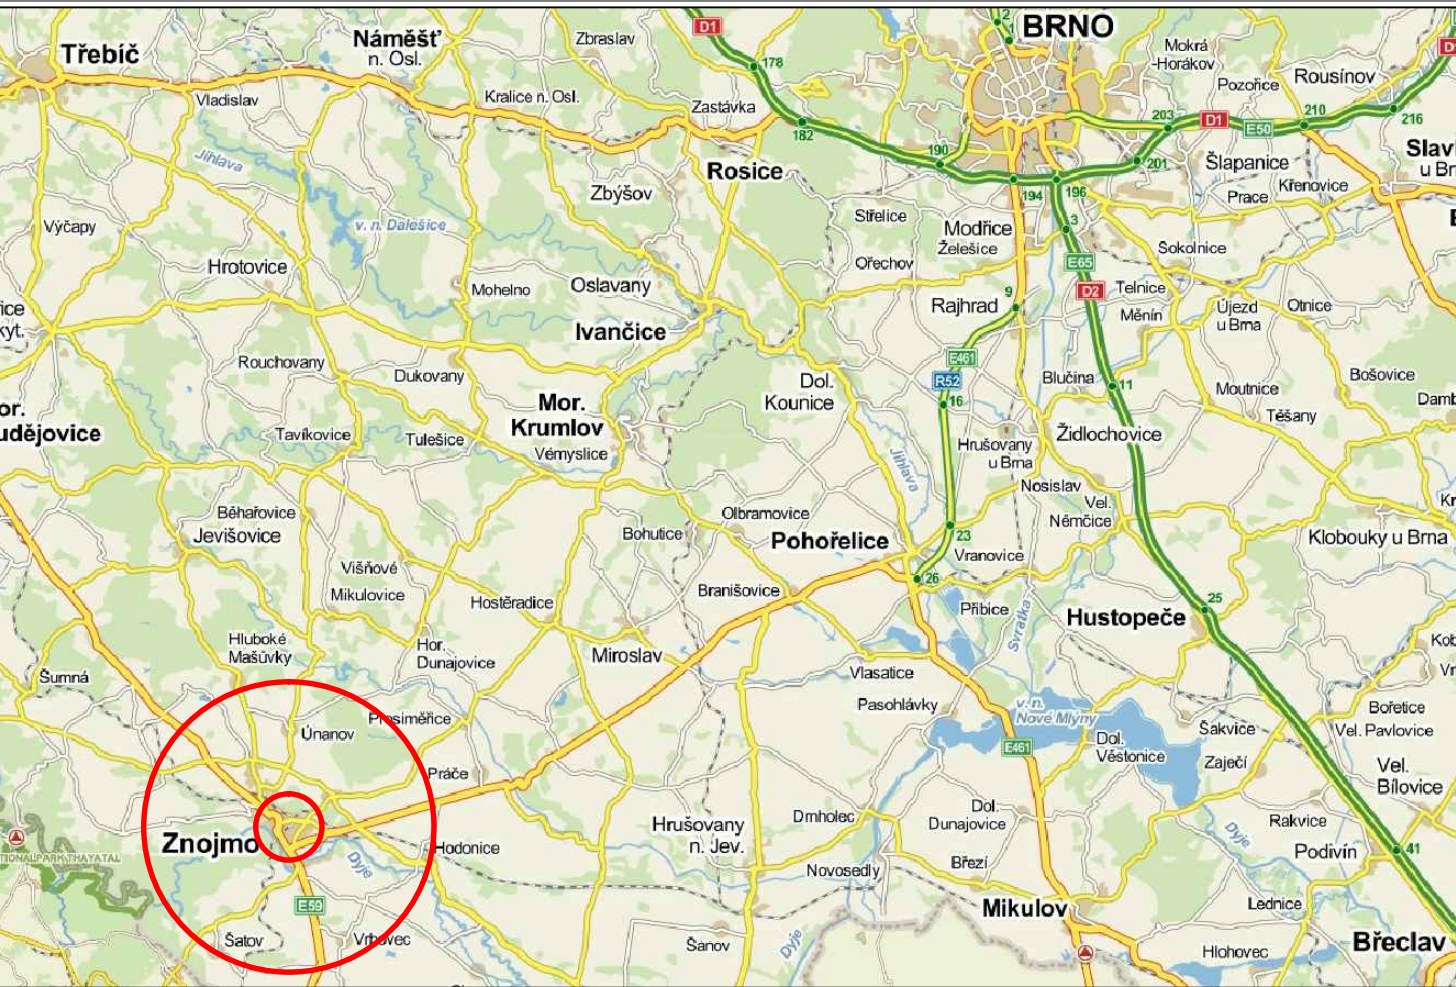 D1
2
1
BRNO
Třebíč
Náměšť
n. Osl.
Zbraslav
178
Mokrá
-Horákov
Pozořice
Rousínov
Vladislav
Kralice n. Osl.
Zastávka
182
203
D1
E50
210
216
Jihlava
Rosice
190
194
196
201
Šlapanice
Křenovice
Prace
Zbýšov
Výčapy
v. n. Dalešice
Střelice
Modřice
Želešice
3
Sokolnice
Hrotovice
Mohelno
Oslavany
Ořechov
E65
D2
Telnice
Měnín
Újezd
u Brna
Otnice
Rajhrad
9
Ivančice
Rouchovany
Dukovany
E461
R52
16
Dol.
Kounice
Blučina
11
Moutnice
Bošovice
Těšany
Mor.
Krumlov
Vémyslice
Tavíkovice
Tulešice
Židlochovice
Hrušovany
u Brna
Jihlava
Nosislav
Vel.
Němčice
Běhařovice
Jevišovice
Olbramovice
Bohutice
Pohořelice
23
26
Vranovice
Klobouky u Brna
Višňové
Mikulovice
Hostěradice
Branišovice
Přibice
Svratka
Hustopeče
25
Hluboké
Mašůvky
Hor.
Dunajovice
Miroslav
Vlasatice
Šumná
Pasohlávky
v. n.
Nové Mlýny
Bořetice
Vel. Pavlovice
Šakvice
Prosiměřice
Únanov
E461
Dol.
Věstonice
Zaječí
Vel.
Bílovice
Práče
Znojmo
Dyje
Hodonice
Hrušovany
n. Jev.
Drnholec
Dol.
Dunajovice
Rakvice
Dyje
Podivín
41
Novosedly
Březí
E59
Mikulov
Lednice
Šatov
Vrbovec
Šanov
Dyje
Hlohovec
Břeclav